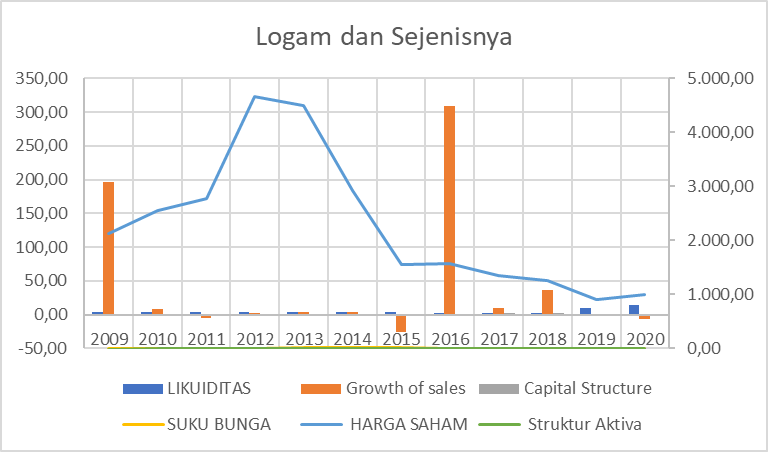 Logam dan Sejenisnya
350,00 5.000,00
300,00 4.000,00
250,00
200,00 3.000,00
150,00
100,00 2.000,00
50,00 1.000,00
0,00
2009 2010 2011 2012 2013 2014 2015 2016 2017 2018 2019 2020
-50,00 0,00
LIKUIDITAS Growth of sales Capital Structure
SUKU BUNGA HARGA SAHAM Struktur Aktiva